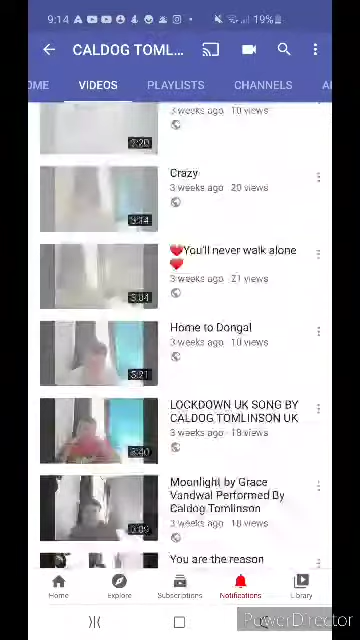 9:14
19%
CALDOG TOML...
OME VIDEOS PLAYLISTS CHANNELS A
3 weeks ago · 10 views
3:20
Crazy
3 weeks ago · 20 views
3:14
❤️You'll never walk alone
❤️
3 weeks ago · 21 views
3:04
Home to Dongal
3 weeks ago · 10 views
3:21
LOCKDOWN UK SONG BY
CALDOG TOMLINSON UK
3 weeks ago · 18 views
3:40
Moonlight by Grace
Vandwal Performed By
Caldog Tomlinson
3 weeks ago · 18 views
3:09
You are the reason
Home Explore Subscriptions Notifications Library
PowerDirector